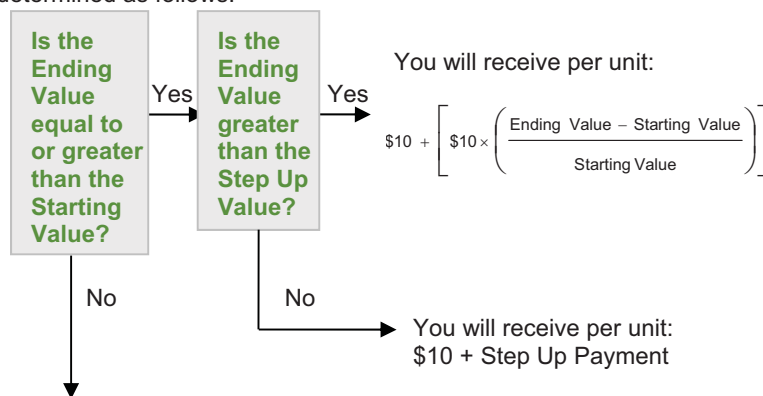 determined as follows:
Is the
Ending
Value
equal to
or greater
than the
Starting
Value?
Yes
Is the
Ending
Value
greater
than the
Step Up
Value?
Yes
You will receive per unit:
$10 + [ $10 × ( Ending Value – Starting Value
Starting Value ) ]
No
No
You will receive per unit:
$10 + Step Up Payment